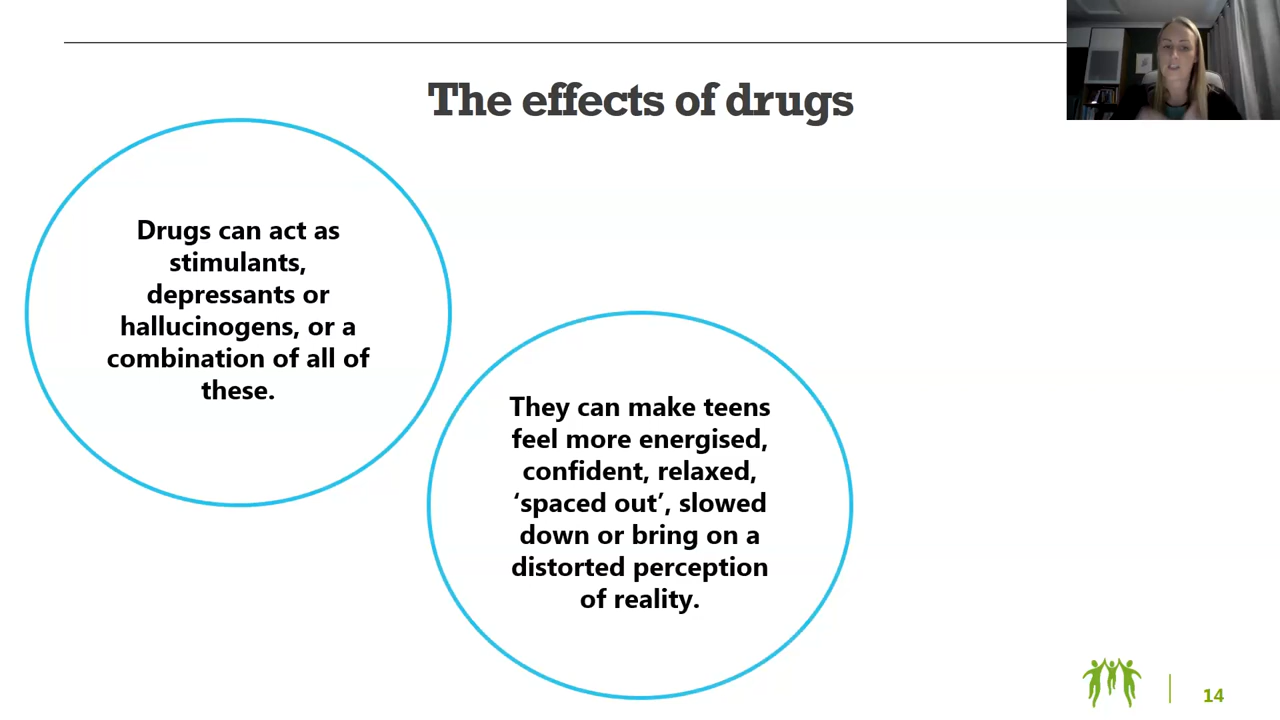 The effects of drugs
Drugs can act as
stimulants,
depressants or
hallucinogens, or a
combination of all of
these.
They can make teens
feel more energised,
confident, relaxed,
‘spaced out’, slowed
down or bring on a
distorted perception
of reality.
14